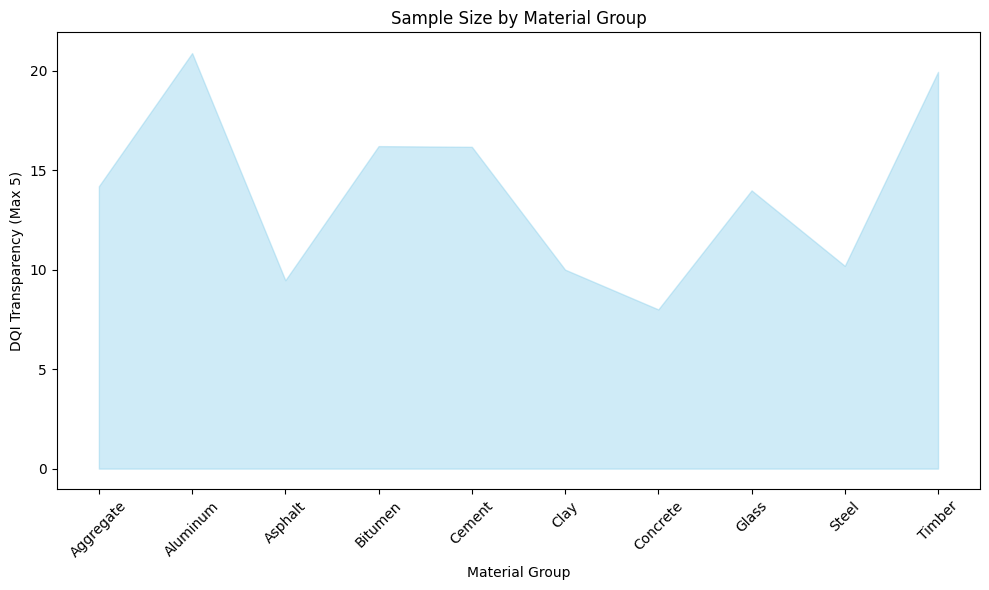 Sample Size by Material Group
DQI Transparency (Max 5)
20
15
10
5
0
Aggregate
Aluminum
Asphalt
Bitumen
Cement
Clay
Concrete
Glass
Steel
Timber
Material Group